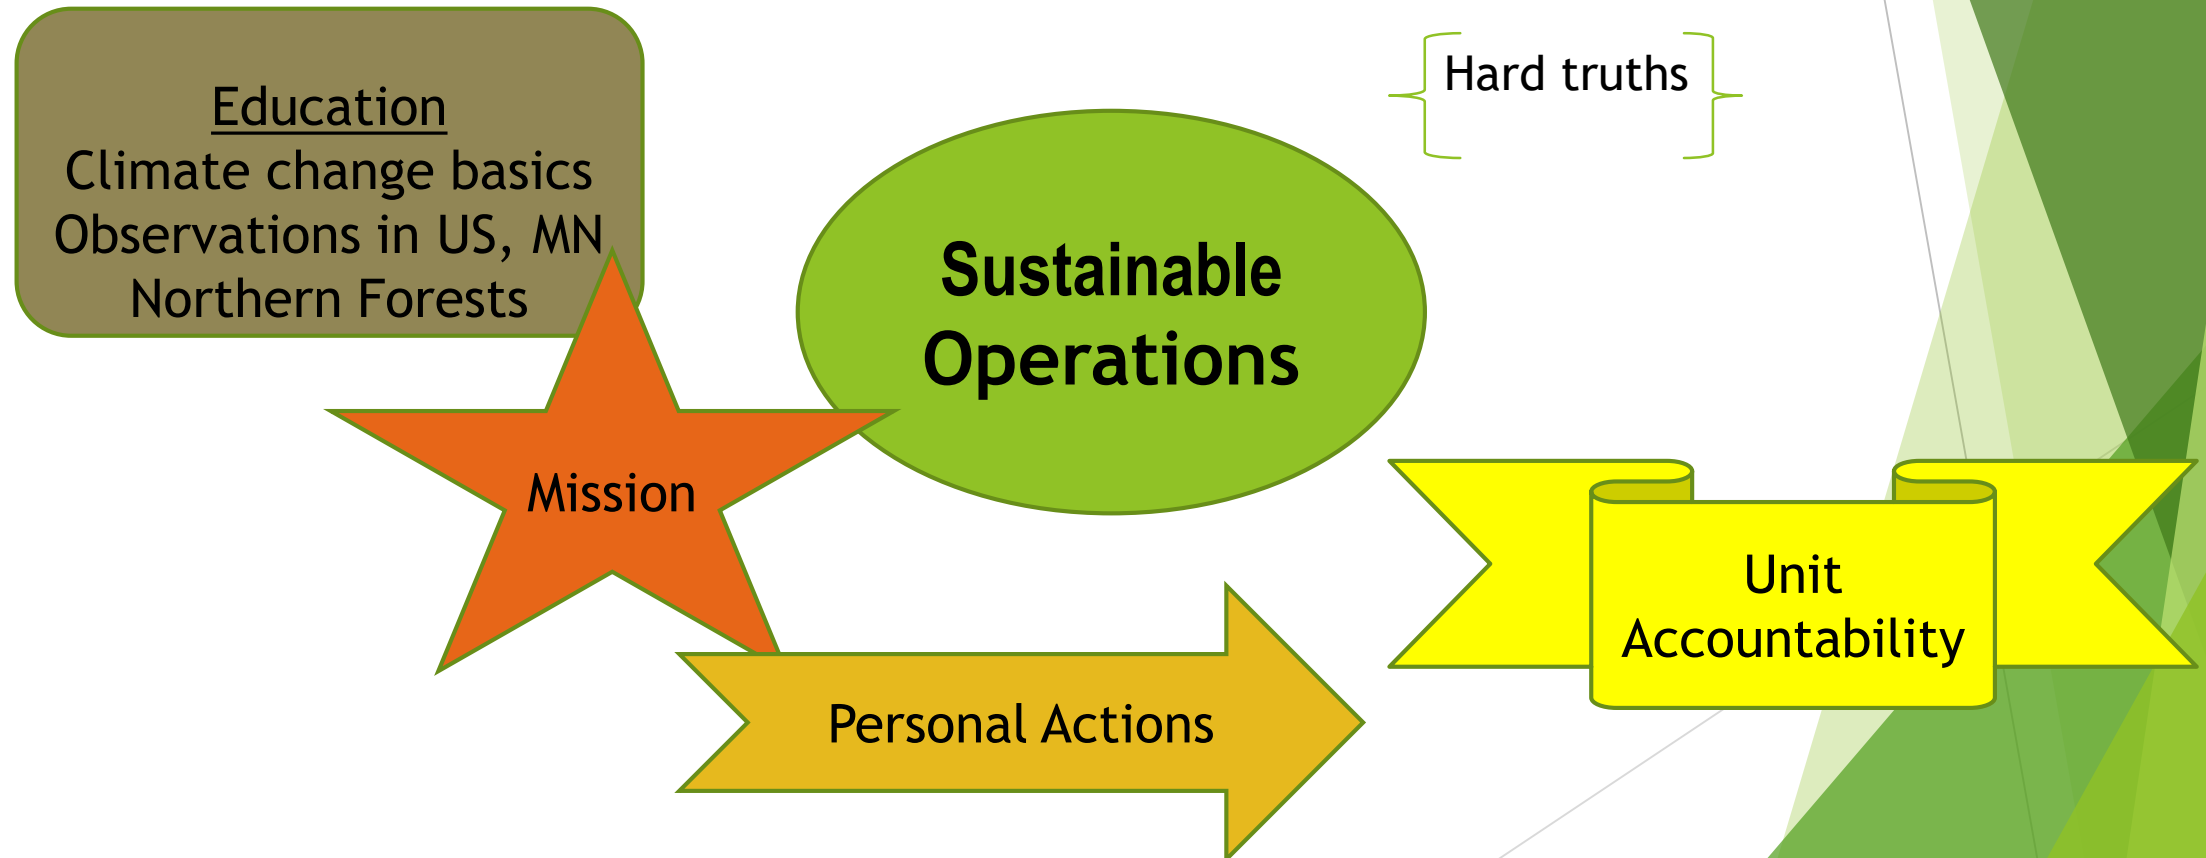 Education
Climate change basics
Observations in US, MN
Northern Forests
Hard truths
Sustainable
Operations
Mission
Unit
Accountability
Personal Actions